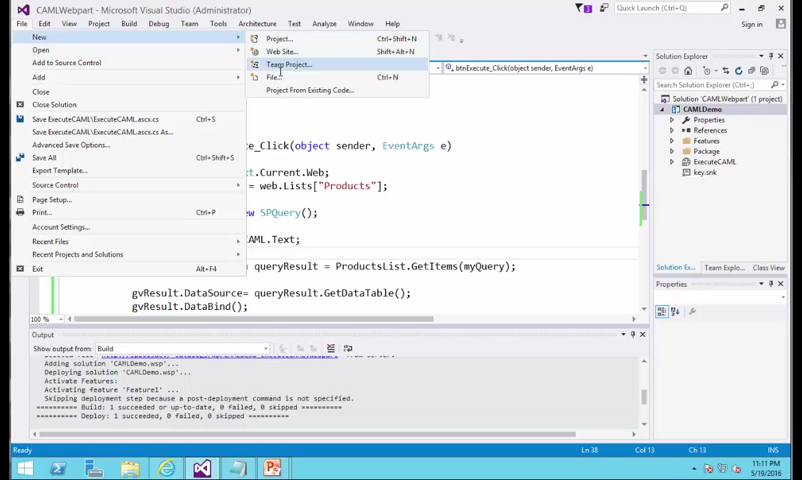 CAMLWebpart - Microsoft Visual Studio (Administrator)
Quick Launch (Ctrl+Q)
File Edit View Project Build Debug Team Tools Test Architecture Analyze Window Help
Sign in
New
Open
Add to Source Control
Add
Close
Close Solution
Save ExecuteCAML\ExecuteCAML.ascx.cs Ctrl+S
Save ExecuteCAML\ExecuteCAML.ascx.cs As...
Advanced Save Options...
Save All Ctrl+Shift+S
Export Template...
Source Control
Page Setup...
Print... Ctrl+P
Account Settings...
Recent Files
Recent Projects and Solutions
Exit Alt+F4
Project... Ctrl+Shift+N
Web Site... Shift+Alt+N
Team Project...
File... Ctrl+N
Project From Existing Code...
btnExecute_Click(object sender, EventArgs e)
e_Click(object sender, EventArgs e)
t.Current.Web;
= web.Lists["Products"];
ew SPQuery();
CAML.Text;
n queryResult = ProductsList.GetItems(myQuery);
gvResult.DataSource= queryResult.GetDataTable();
gvResult.DataBind();
100 %
Output
Show output from: Build
Adding solution 'CAMLDemo.wsp'...
Deploying solution 'CAMLDemo.wsp'...
Activate Features:
Activating feature 'Feature1' ...
Skipping deployment step because a post-deployment command is not specified.
========== Build: 1 succeeded or up-to-date, 0 failed, 0 skipped ==========
========== Deploy: 1 succeeded, 0 failed, 0 skipped ==========
Solution Explorer
Search Solution Explorer (Ctrl+;)
Solution 'CAMLWebpart' (1 project)
CAMLDemo
Properties
References
Features
Package
ExecuteCAML
key.snk
Solution Ex... Team Explo... Class View
Properties
Ready
Ln 38 Col 13 Ch 13 INS
11:11 PM
5/19/2016